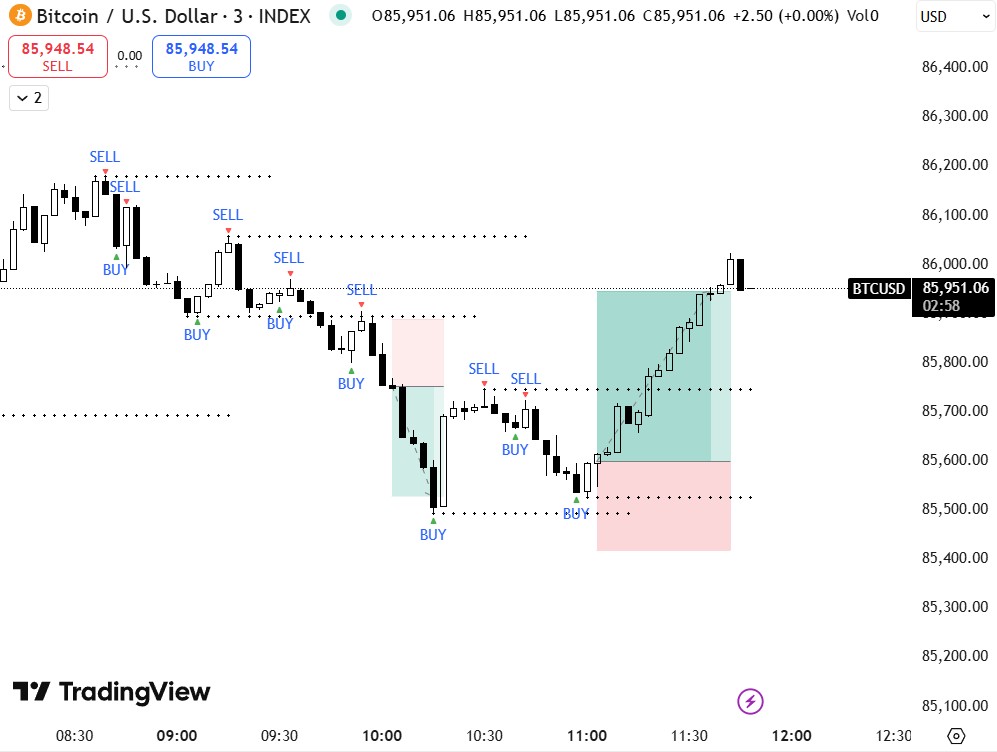 Bitcoin / U.S. Dollar · 3 · INDEX
O85,951.06 H85,951.06 L85,951.06 C85,951.06 +2.50 (+0.00%) Vol0
USD
85,948.54
SELL
0.00
85,948.54
BUY
2
86,400.00
86,300.00
86,200.00
86,100.00
86,000.00
BTCUSD
85,951.06
02:58
85,800.00
85,700.00
85,600.00
85,500.00
85,400.00
85,300.00
85,200.00
85,100.00
SELL
SELL
BUY
SELL
BUY
SELL
BUY
SELL
BUY
SELL
SELL
BUY
BUY
BUY
TradingView
08:30
09:00
09:30
10:00
10:30
11:00
11:30
12:00
12:30